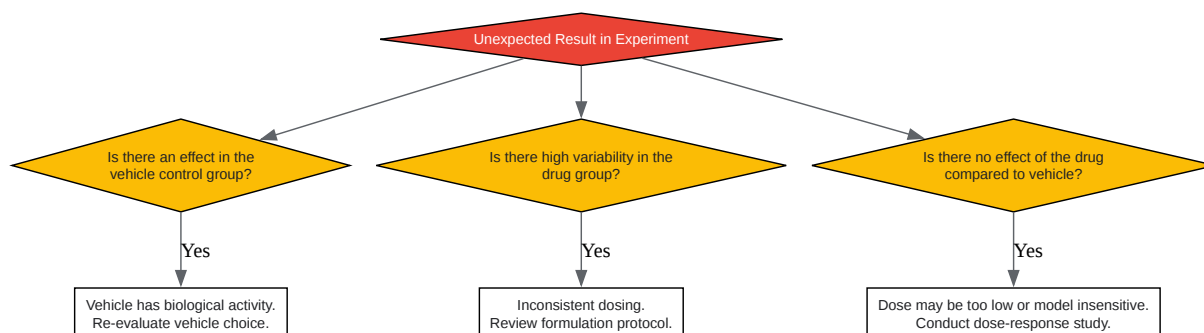 Unexpected Result in Experiment
Is there an effect in the
vehicle control group?
Is there high variability in the
drug group?
Is there no effect of the drug
compared to vehicle?
Yes
Yes
Yes
Vehicle has biological activity.
Re-evaluate vehicle choice.
Inconsistent dosing.
Review formulation protocol.
Dose may be too low or model insensitive.
Conduct dose-response study.